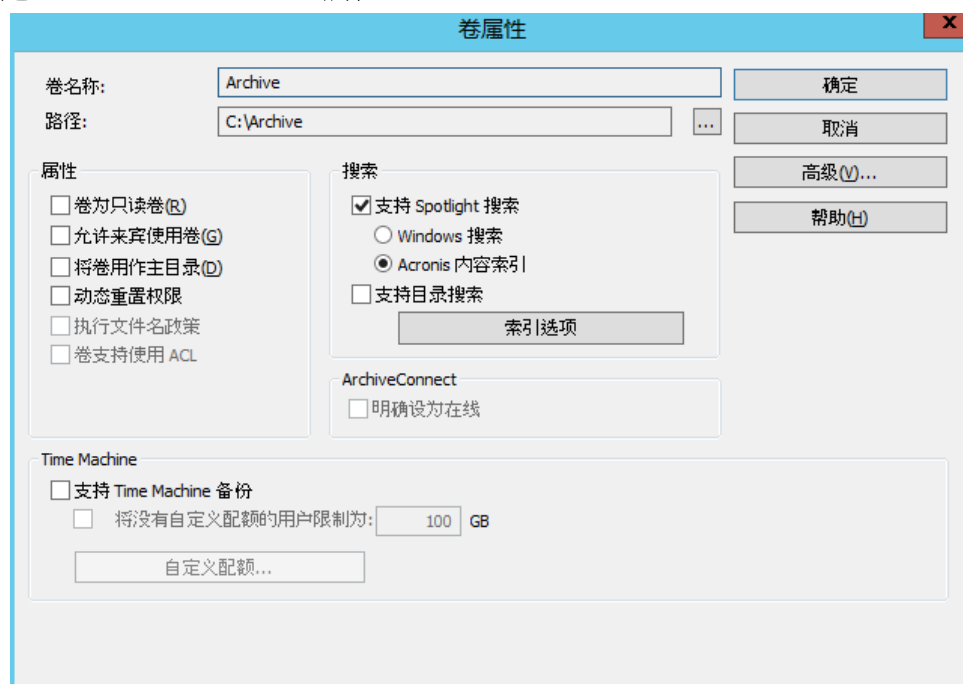 卷属性
X
卷名称:
Archive
确定
路径:
C:\Archive
...
取消
高级(V)...
帮助(H)
属性
卷为只读卷(R)
允许来宾使用卷(G)
将卷用作主目录(D)
动态重置权限
执行文件名政策
卷支持使用 ACL
搜索
支持 Spotlight 搜索
Windows 搜索
Acronis 内容索引
支持目录搜索
索引选项
ArchiveConnect
明确设为在线
Time Machine
支持 Time Machine 备份
将没有自定义配额的用户限制为: 100 GB
自定义配额...